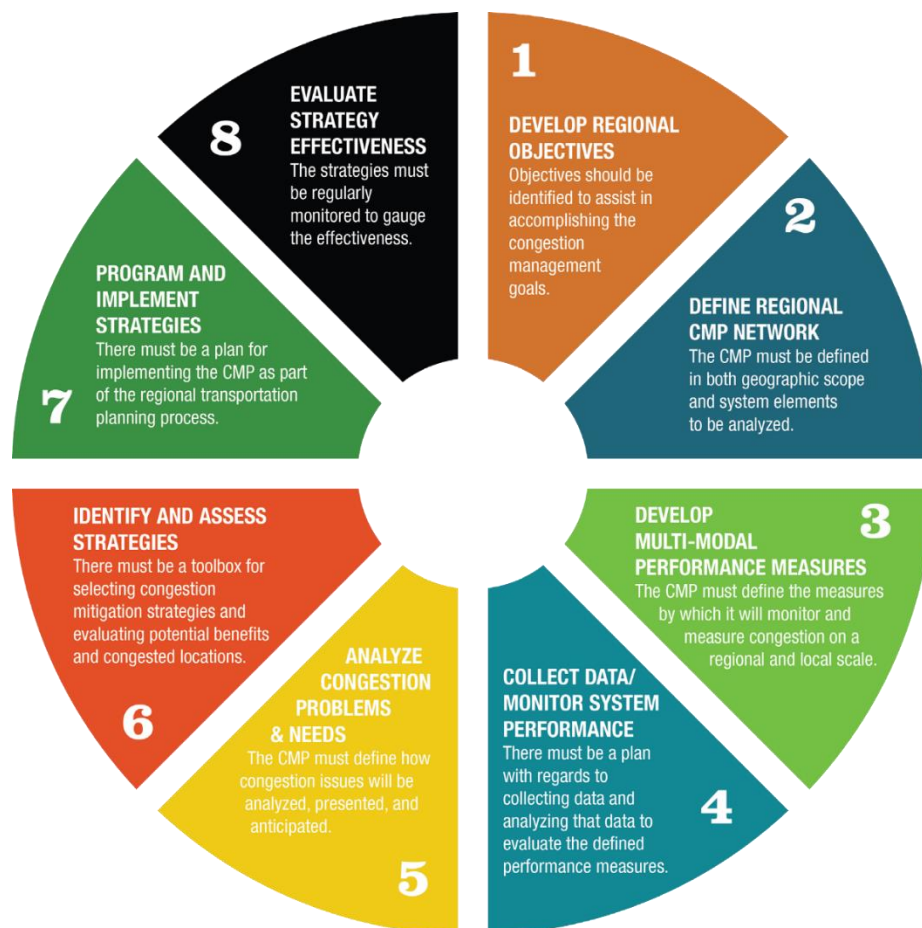 1
DEVELOP REGIONAL
OBJECTIVES
Objectives should be
identified to assist in
accomplishing the
congestion
management
goals.
2
DEFINE REGIONAL
CMP NETWORK
The CMP must be defined
in both geographic scope
and system elements
to be analyzed.
3
DEVELOP
MULTI-MODAL
PERFORMANCE MEASURES
The CMP must define the measures
by which it will monitor and
measure congestion on a
regional and local scale.
COLLECT DATA/
MONITOR SYSTEM
PERFORMANCE
There must be a plan
with regards to
collecting data and
analyzing that data to
evaluate the defined
performance measures.
4
ANALYZE
CONGESTION
PROBLEMS
& NEEDS
The CMP must define how
congestion issues will be
analyzed, presented, and
anticipated.
5
IDENTIFY AND ASSESS
STRATEGIES
There must be a toolbox for
selecting congestion
mitigation strategies and
evaluating potential benefits
and congested locations.
6
PROGRAM AND
IMPLEMENT
STRATEGIES
There must be a plan for
implementing the CMP as part
of the regional transportation
planning process.
7
EVALUATE
STRATEGY
EFFECTIVENESS
The strategies must
be regularly
monitored to gauge
the effectiveness.
8